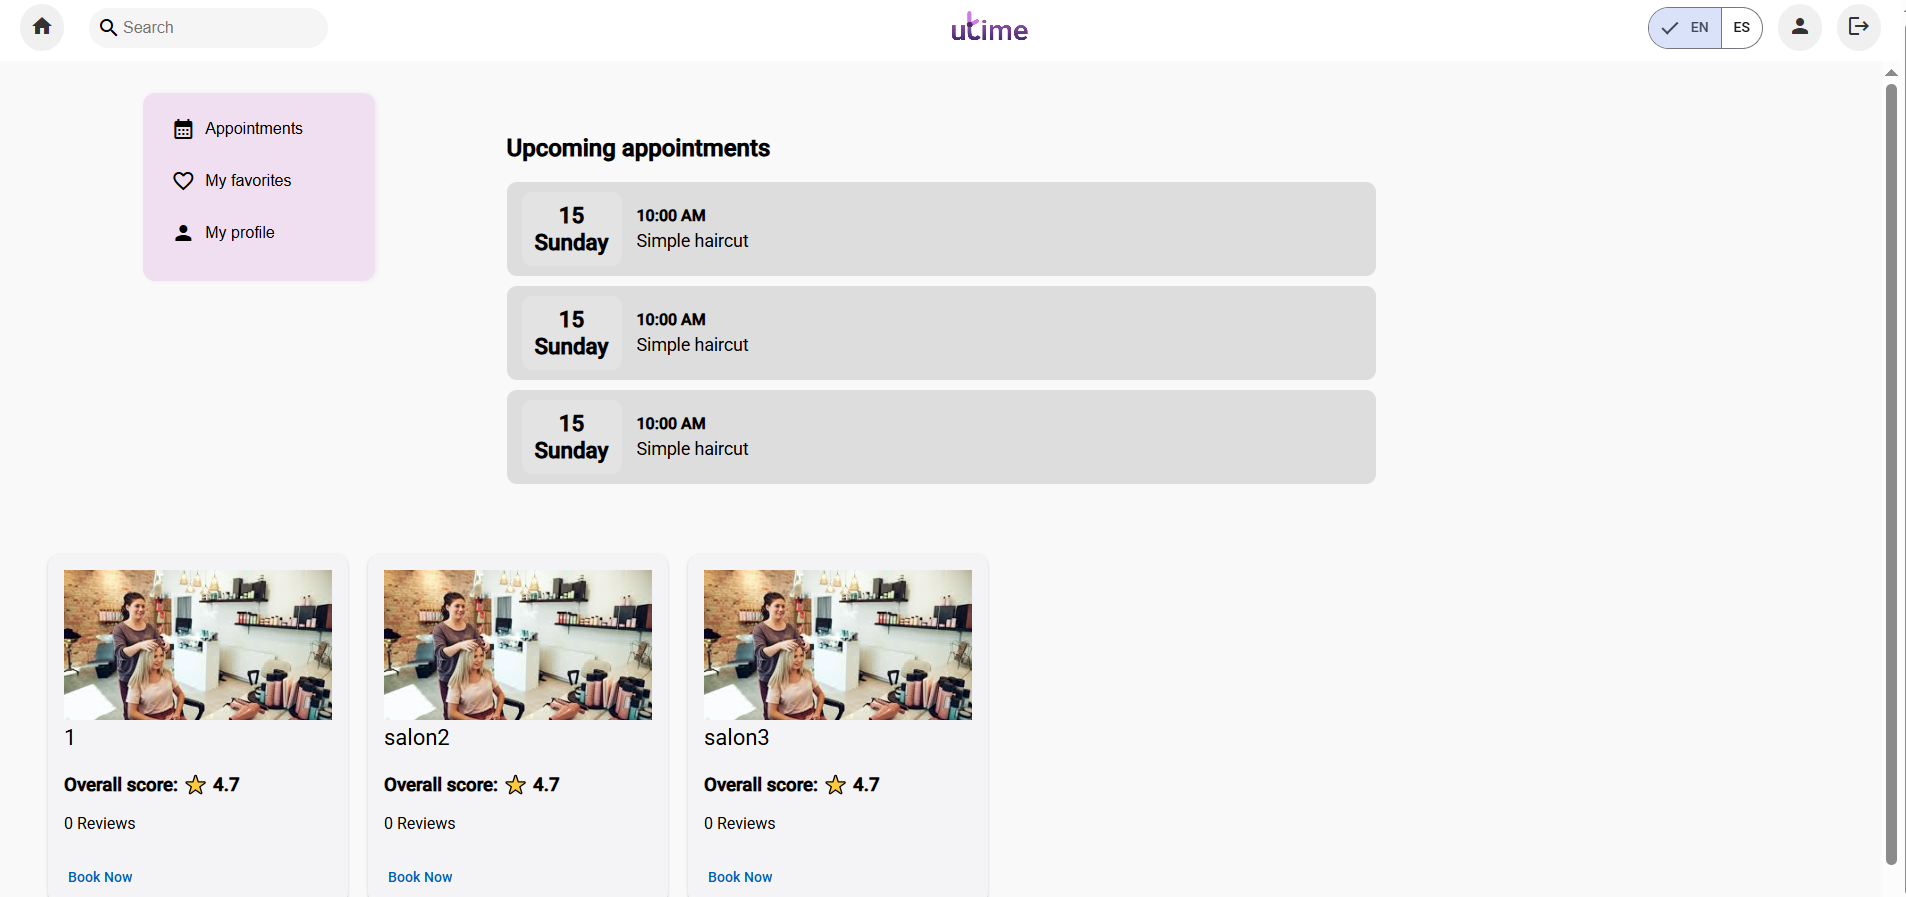 Search
utime
EN
ES
Appointments
My favorites
My profile
Upcoming appointments
15
Sunday
10:00 AM
Simple haircut
15
Sunday
10:00 AM
Simple haircut
15
Sunday
10:00 AM
Simple haircut
1
Overall score: 4.7
0 Reviews
Book Now
salon2
Overall score: 4.7
0 Reviews
Book Now
salon3
Overall score: 4.7
0 Reviews
Book Now